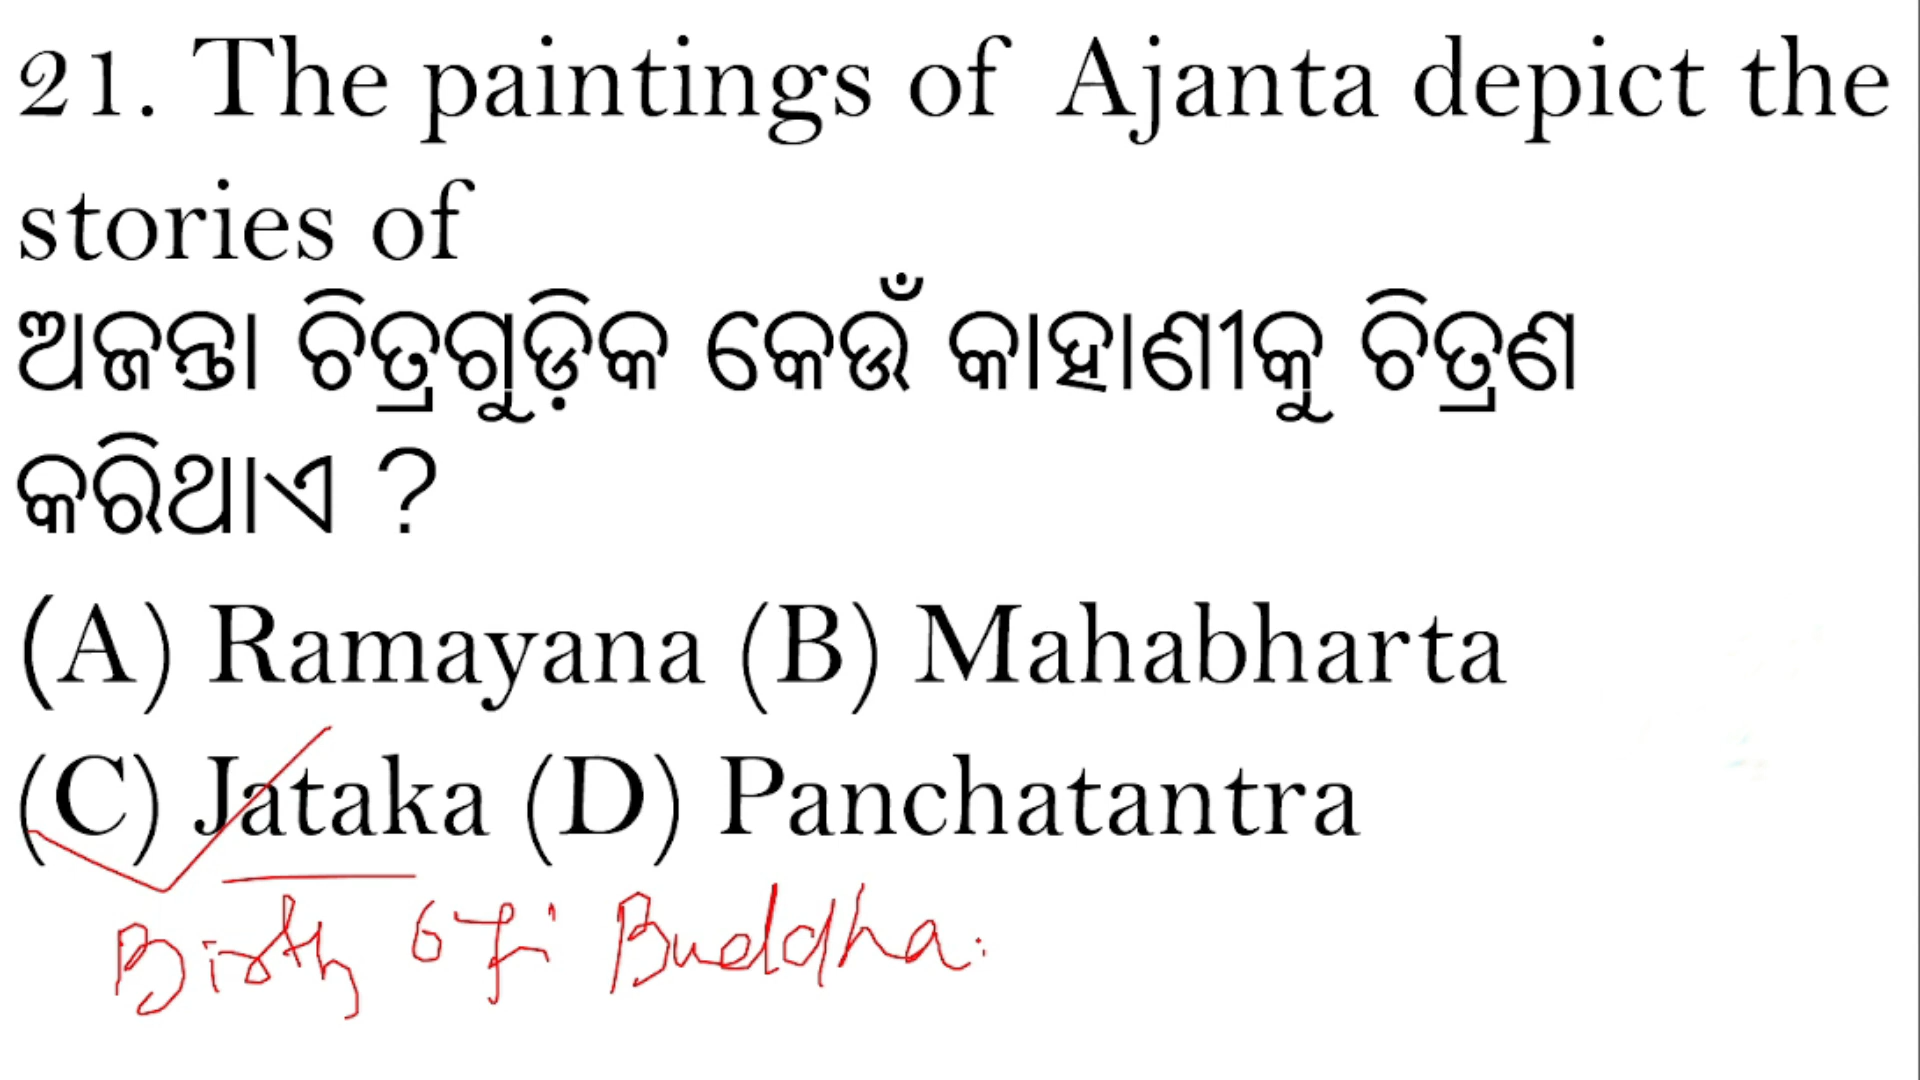 21. The paintings of Ajanta depict the
stories of
ଅଜନ୍ତା ଚିତ୍ରଗୁଡ଼ିକ କେଉଁ କାହାଣୀକୁ ଚିତ୍ରଣ
କରିଥାଏ ?
(A) Ramayana (B) Mahabharta
(C) Jataka (D) Panchatantra
Birth of Buddha.